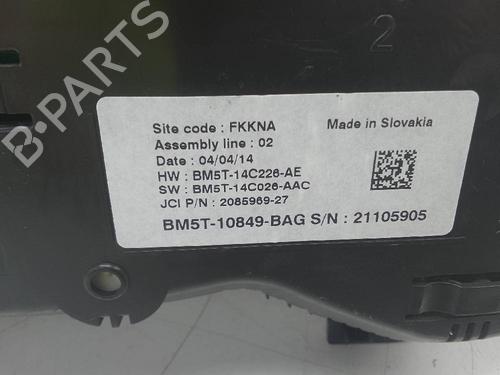 2
Site code : FKKNA
Made in Slovakia
Assembly line : 02
Date : 04/04/14
HW : BM5T-14C226-AE
SW : BM5T-14C026-AAC
JCI P/N : 2085969-27
BM5T-10849-BAG S/N : 21105905
B-PARTS